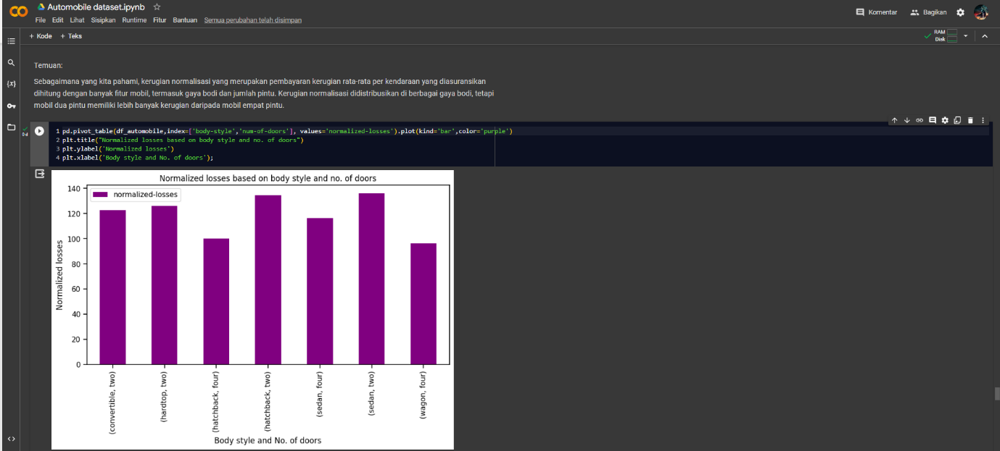 Automobile dataset.ipynb
File Edit Lihat Sisipkan Runtime Fitur Bantuan Semua perubahan telah disimpan
Komentar Bagikan
+ Kode + Teks
RAM
Disk
Temuan:
Sebagaimana yang kita pahami, kerugian normalisasi yang merupakan pembayaran kerugian rata-rata per kendaraan yang diasuransikan
dihitung dengan banyak fitur mobil, termasuk gaya bodi dan jumlah pintu. Kerugian normalisasi didistribusikan di berbagai gaya bodi, tetapi
mobil dua pintu memiliki lebih banyak kerugian daripada mobil empat pintu.
{x}
0 d
1 pd.pivot_table(df_automobile,index=['body-style','num-of-doors'], values='normalized-losses').plot(kind='bar',color='purple')
2 plt.title("Normalized losses based on body style and no. of doors")
3 plt.ylabel('Normalized losses')
4 plt.xlabel('Body style and No. of doors');
Normalized losses based on body style and no. of doors
normalized-losses
140
120
100
80
60
40
20
0
Normalized losses
(convertible, two)
(hardtop, two)
(hatchback, four)
(hatchback, two)
(sedan, four)
(sedan, two)
(wagon, four)
Body style and No. of doors